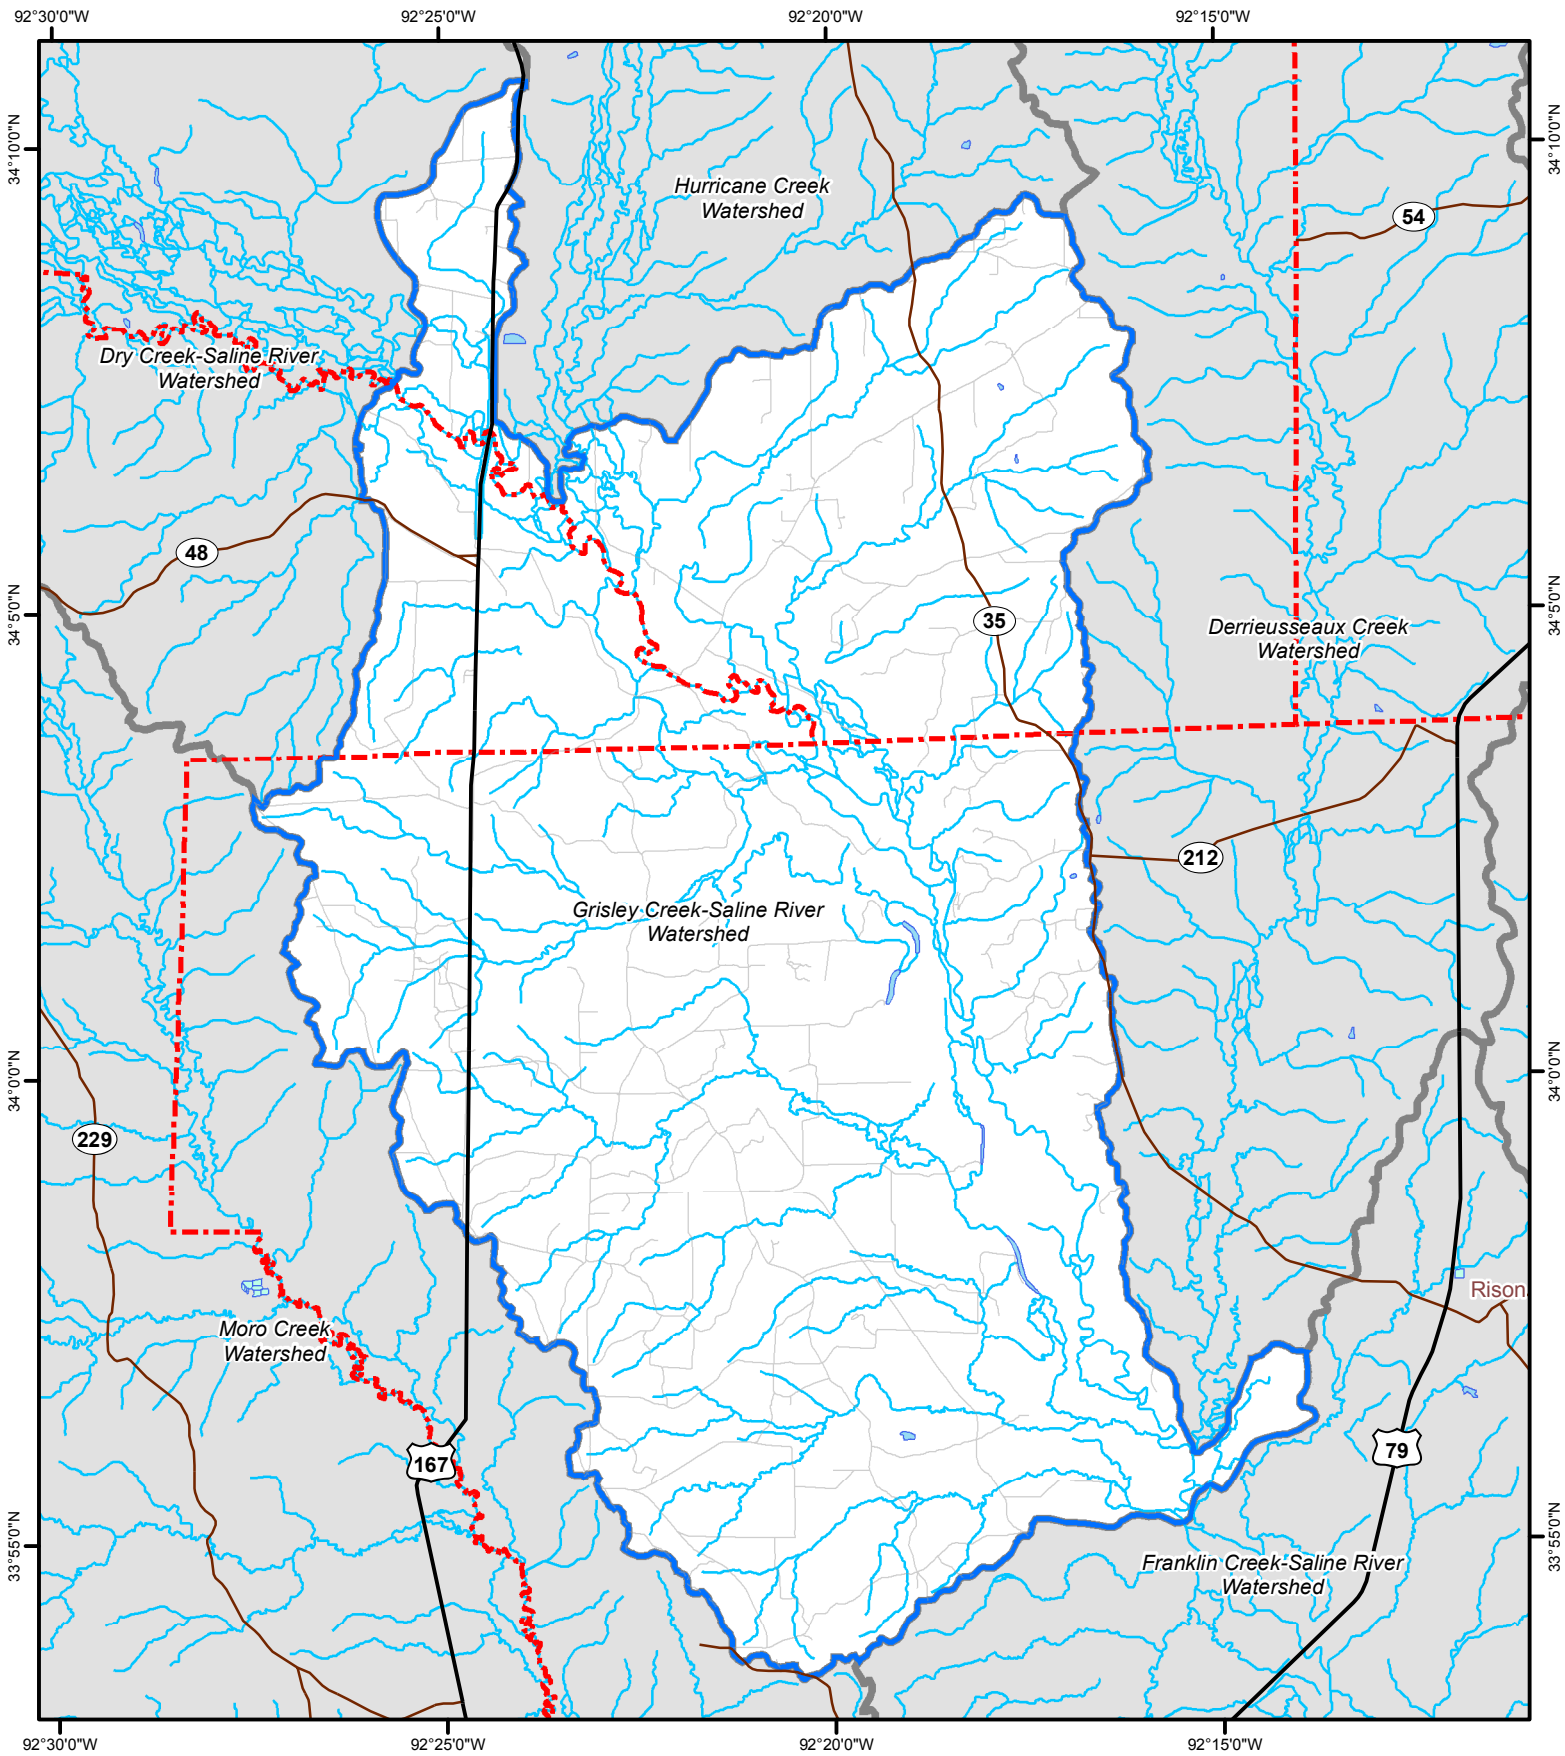 92°30'0"W
92°25'0"W
92°20'0"W
92°15'0"W
34°10'0"N
34°10'0"N
Hurricane Creek
Watershed
54
Dry Creek-Saline River
Watershed
48
34°5'0"N
34°5'0"N
35
Derrieusseaux Creek
Watershed
212
Grisley Creek-Saline River
Watershed
34°0'0"N
34°0'0"N
229
Rison
Moro Creek
Watershed
167
79
33°55'0"N
33°55'0"N
Franklin Creek-Saline River
Watershed
92°30'0"W
92°25'0"W
92°20'0"W
92°15'0"W